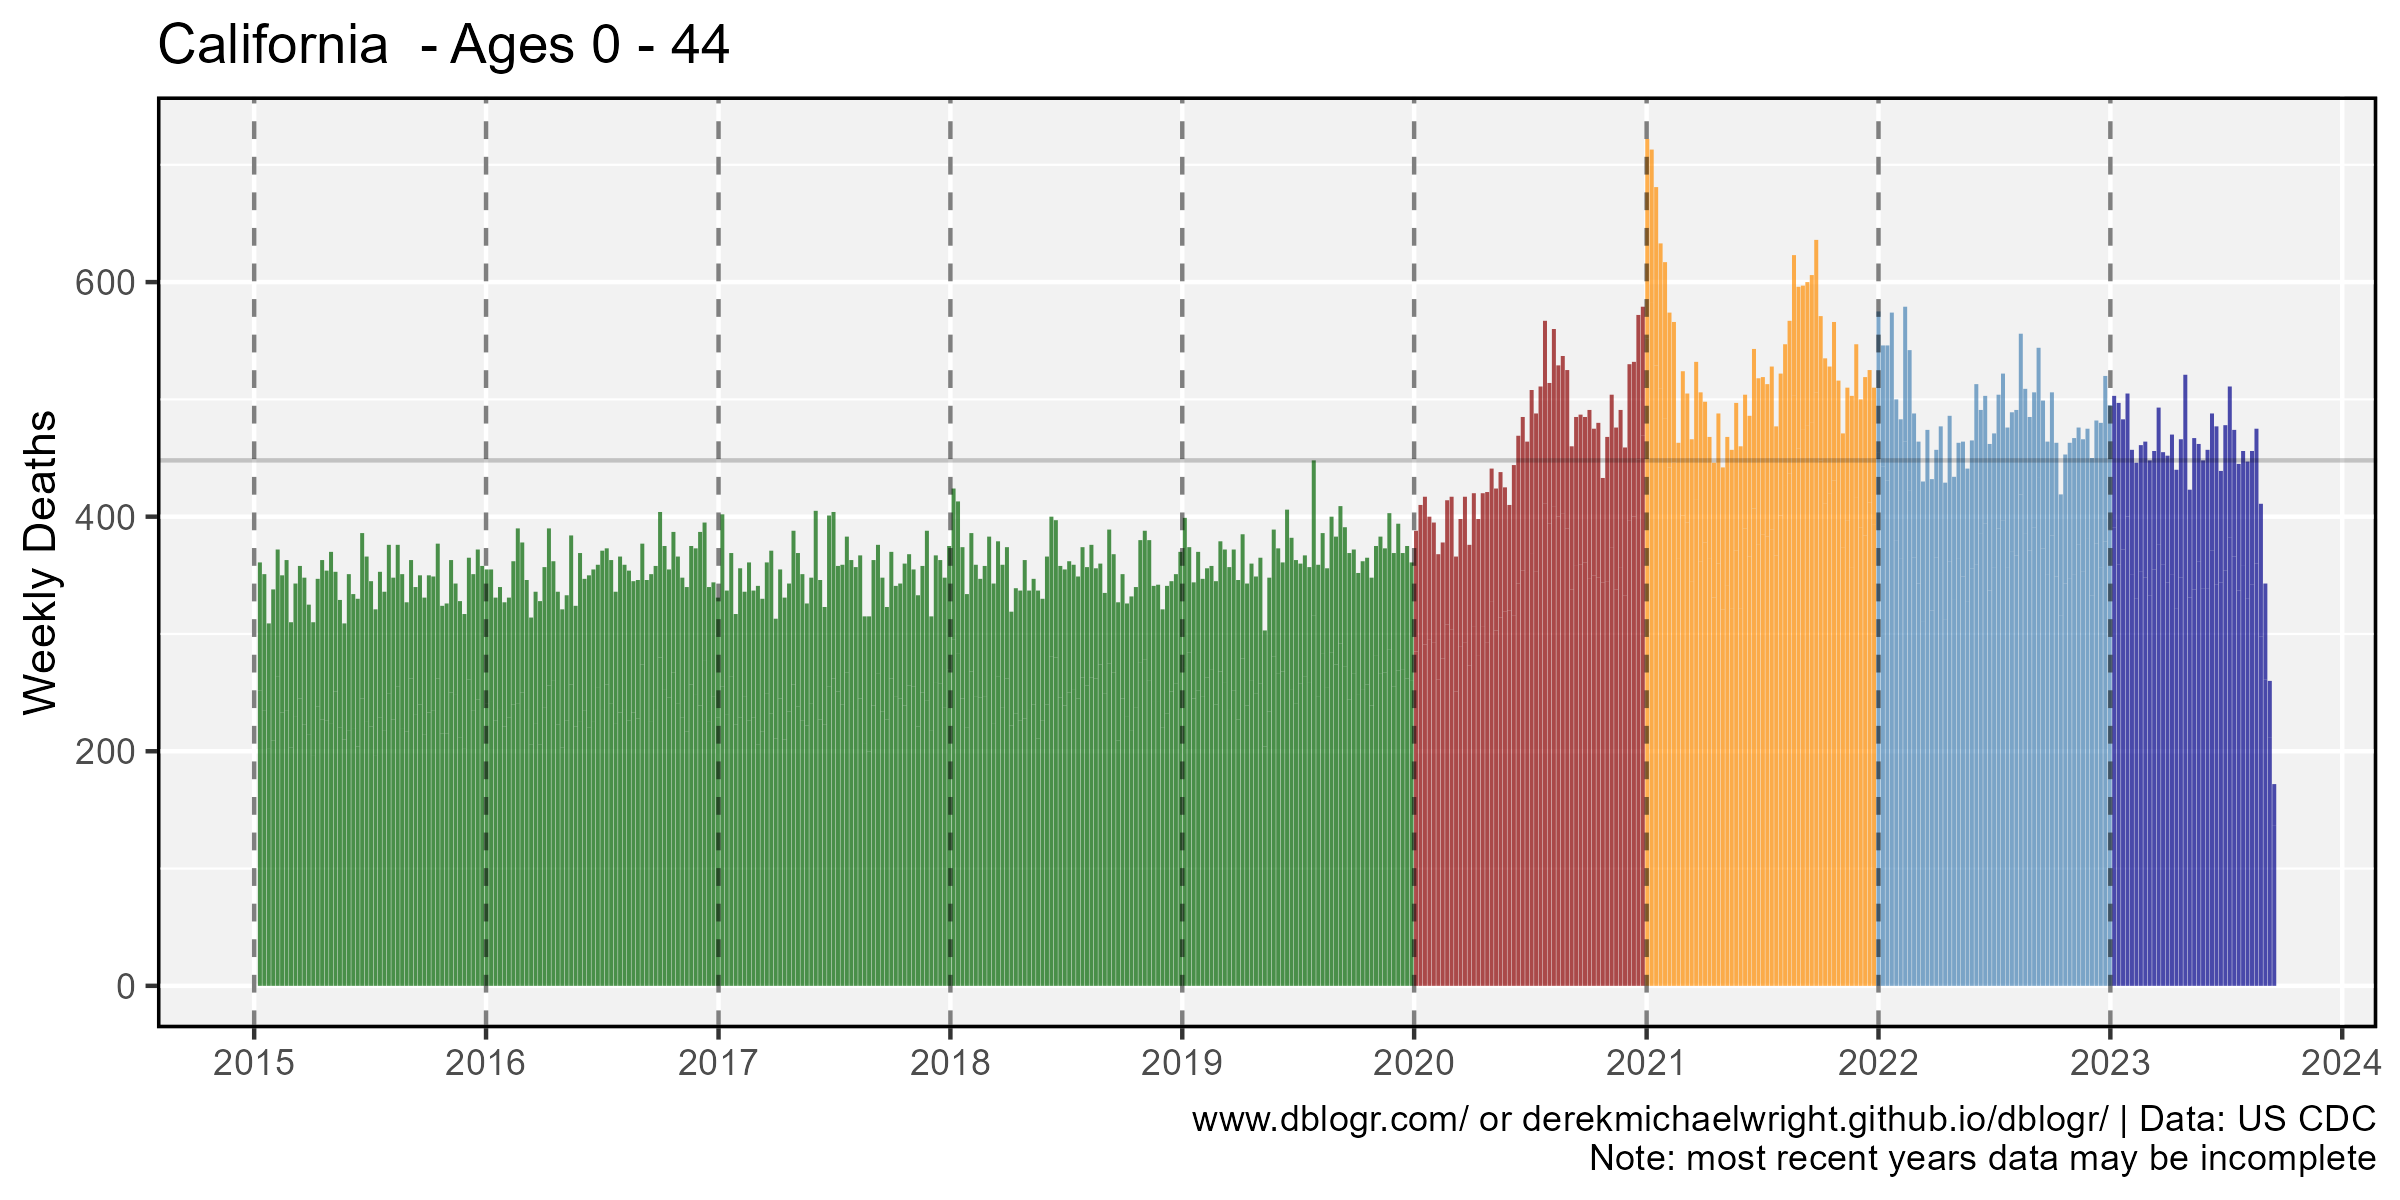 California  - Ages 0 - 44
Weekly Deaths
600
400
200
0
2015 2016 2017 2018 2019 2020 2021 2022 2023 2024
www.dblogr.com/ or derekmichaelwright.github.io/dblogr/ | Data: US CDC
Note: most recent years data may be incomplete